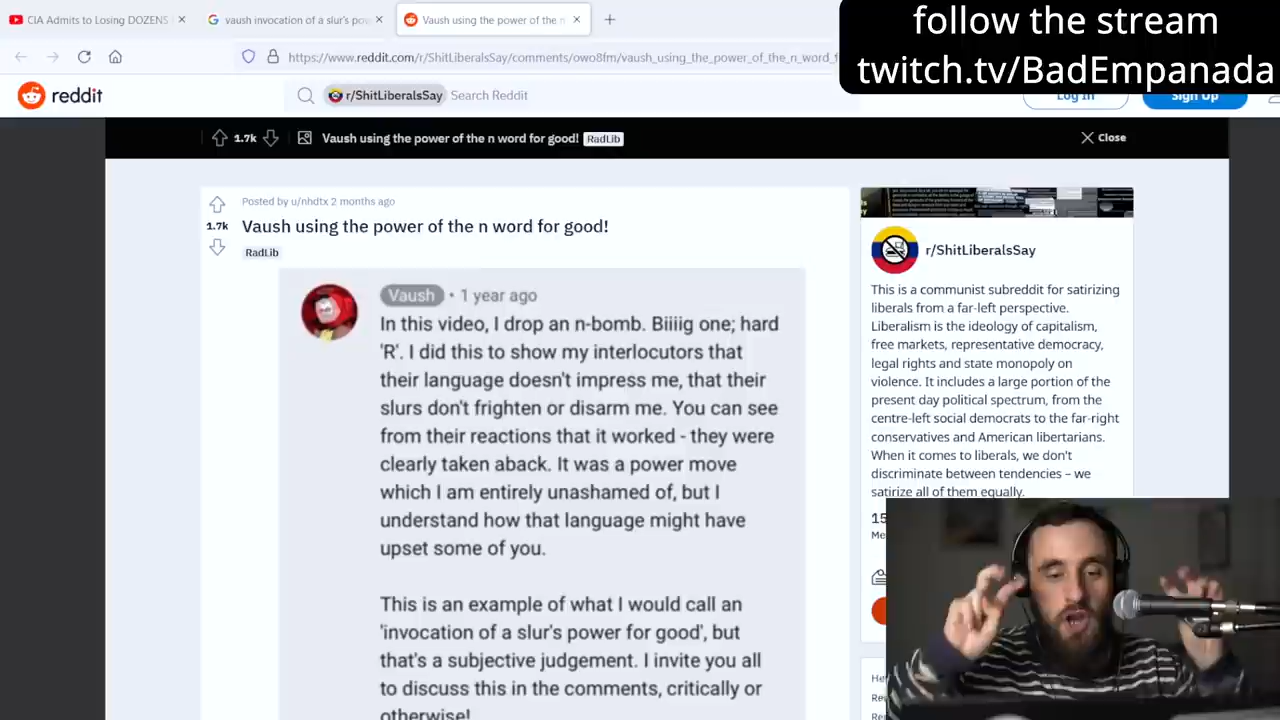 follow the stream
twitch.tv/BadEmpanada
CIA Admits to Losing DOZENS
vaush invocation of a slur's pow
Vaush using the power of the n
https://www.reddit.com/r/ShitLiberalsSay/comments/owo8fm/vaush_using_the_power_of_the_n_word_f
reddit
r/ShitLiberalsSay
Search Reddit
Log In
Sign Up
1.7k
Vaush using the power of the n word for good!
RadLib
Close
1.7k
Posted by u/nhdtx 2 months ago
Vaush using the power of the n word for good!
RadLib
Vaush • 1 year ago
In this video, I drop an n-bomb. Biiiig one; hard
'R'. I did this to show my interlocutors that
their language doesn't impress me, that their
slurs don't frighten or disarm me. You can see
from their reactions that it worked - they were
clearly taken aback. It was a power move
which I am entirely unashamed of, but I
understand how that language might have
upset some of you.
This is an example of what I would call an
'invocation of a slur's power for good', but
that's a subjective judgement. I invite you all
to discuss this in the comments, critically or
otherwise!
r/ShitLiberalsSay
This is a communist subreddit for satirizing
liberals from a far-left perspective.
Liberalism is the ideology of capitalism,
free markets, representative democracy,
legal rights and state monopoly on
violence. It includes a large portion of the
present day political spectrum, from the
centre-left social democrats to the far-right
conservatives and American libertarians.
When it comes to liberals, we don't
discriminate between tendencies – we
satirize all of them equally.
15
Me
He
Re
Re